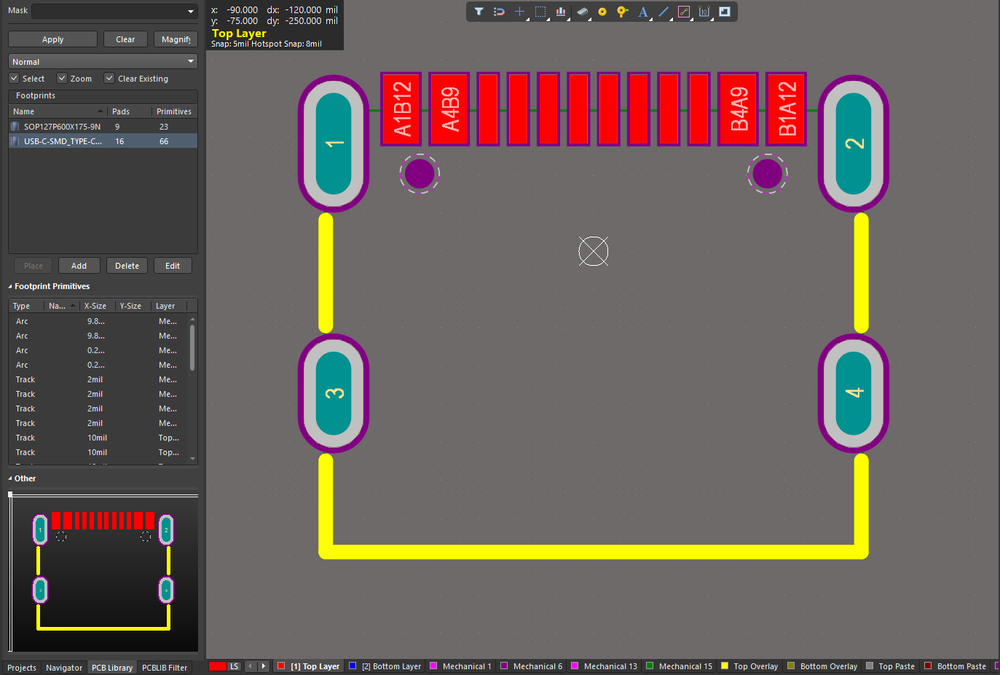 Mask
Apply Clear Magnify
Normal
Select Zoom Clear Existing
Footprints
Name Pads Primitives
SOP127P600X175-9N 9 23
USB-C-SMD_TYPE-C... 16 66
Place Add Delete Edit
Footprint Primitives
Type Na... X-Size Y-Size Layer
Arc 9.8... Me...
Arc 9.8... Me...
Arc 0.2... Me...
Arc 0.2... Me...
Track 2mil Me...
Track 2mil Me...
Track 2mil Me...
Track 2mil Me...
Track 10mil Top...
Track 10mil Top...
Other
1 2
3 4
Projects Navigator PCB Library PCBLIB Filter
x: -90.000 dx: -120.000 mil
y: -75.000 dy: -250.000 mil
Top Layer
Snap: 5mil Hotspot Snap: 8mil
A1B12 A4B9 B4A9 B1A12
1 2
3 4
LS [1] Top Layer [2] Bottom Layer Mechanical 1 Mechanical 6 Mechanical 13 Mechanical 15 Top Overlay Bottom Overlay Top Paste Bottom Paste